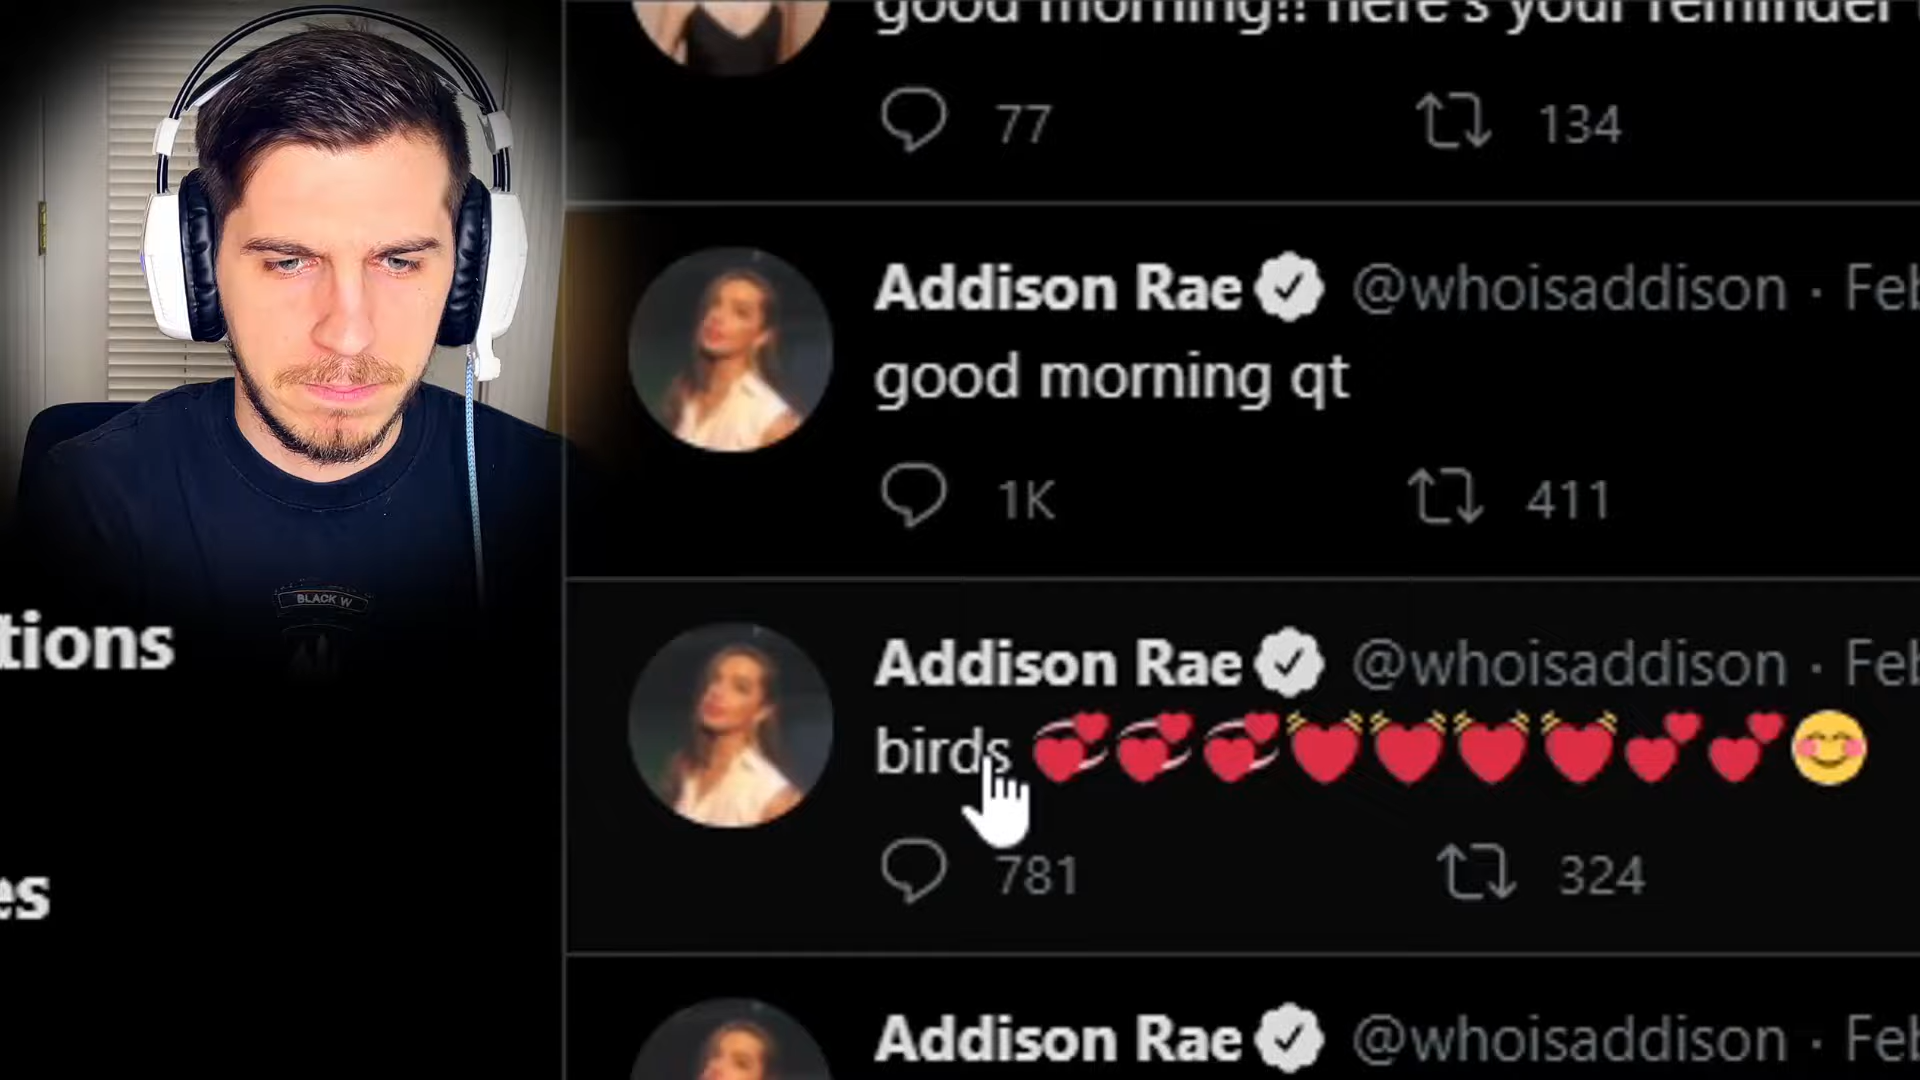 good morning!! here's your reminder
77 134
Addison Rae @whoisaddison · Feb
good morning qt
1K 411
BLACK W
tions
Addison Rae @whoisaddison · Feb
birds 💞💞💞💓💓💓💓💕💕😊
781 324
es
Addison Rae @whoisaddison · Feb